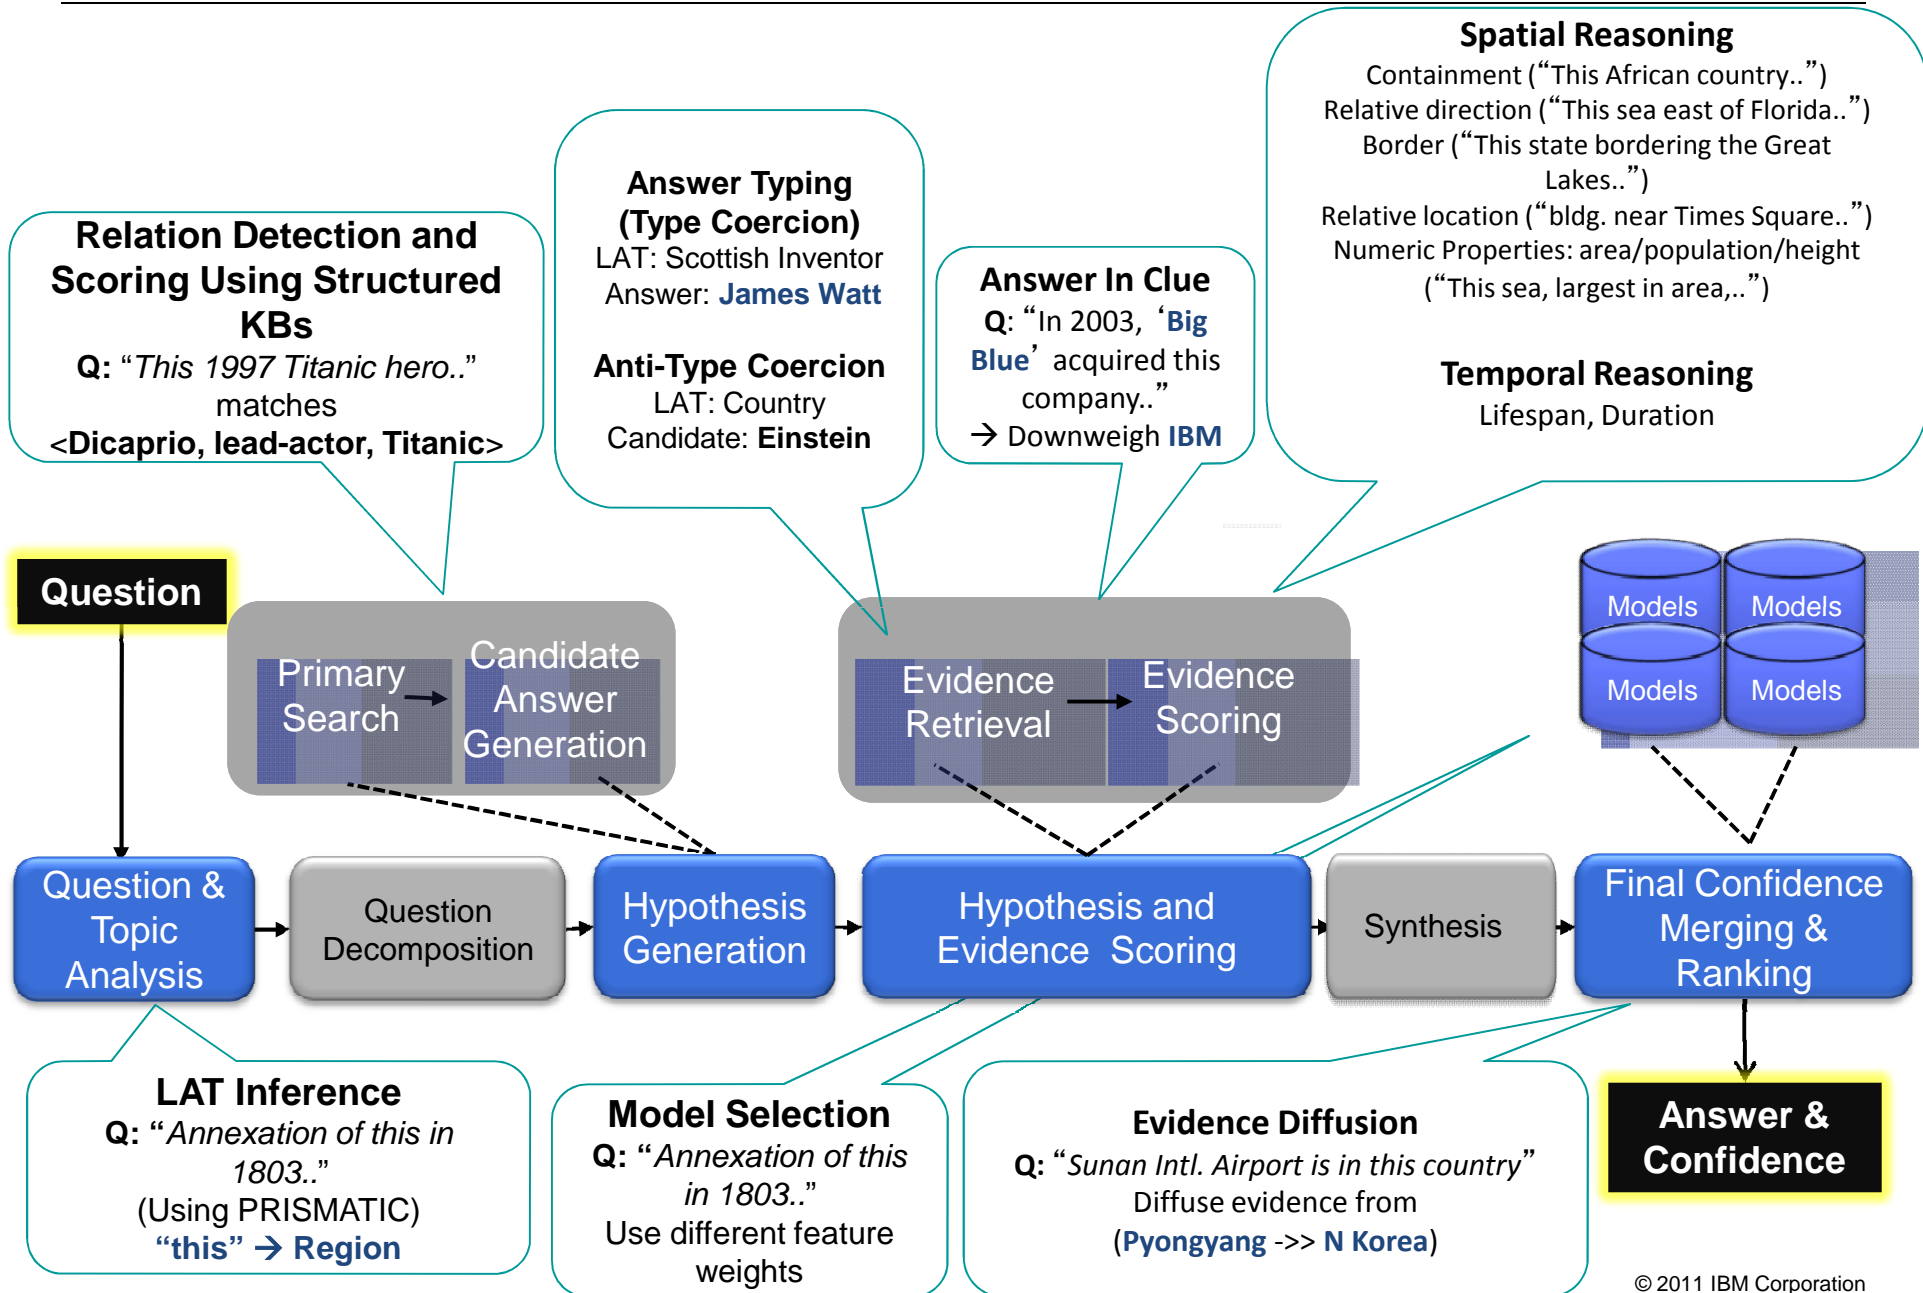 Spatial Reasoning
Containment (“This African country..”)
Relative direction (“This sea east of Florida..”)
Border (“This state bordering the Great
Lakes..”)
Relative location (“bldg. near Times Square..”)
Numeric Properties: area/population/height
(“This sea, largest in area,..”)
Temporal Reasoning
Lifespan, Duration
Answer Typing
(Type Coercion)
LAT: Scottish Inventor
Answer: James Watt
Anti-Type Coercion
LAT: Country
Candidate: Einstein
Relation Detection and
Scoring Using Structured
KBs
Q: “This 1997 Titanic hero..”
matches
<Dicaprio, lead-actor, Titanic>
Answer In Clue
Q: “In 2003, ‘Big
Blue’ acquired this
company..”
→ Downweigh IBM
Question
Primary
Search
Candidate
Answer
Generation
Evidence
Retrieval
Evidence
Scoring
Models
Models
Models
Models
Question &
Topic
Analysis
Question
Decomposition
Hypothesis
Generation
Hypothesis and
Evidence Scoring
Synthesis
Final Confidence
Merging &
Ranking
LAT Inference
Q: “Annexation of this in
1803..”
(Using PRISMATIC)
“this” → Region
Model Selection
Q: “Annexation of this
in 1803..”
Use different feature
weights
Evidence Diffusion
Q: “Sunan Intl. Airport is in this country”
Diffuse evidence from
(Pyongyang ->> N Korea)
Answer &
Confidence
© 2011 IBM Corporation